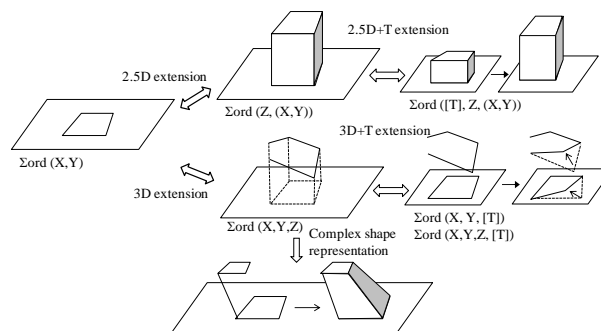 2.5D+T extension
2.5D extension
Σord (Z, (X,Y))
Σord ([T], Z, (X,Y))
Σord (X,Y)
3D+T extension
3D extension
Σord (X,Y,Z)
Σord (X, Y, [T])
Σord (X,Y,Z, [T])
Complex shape
representation